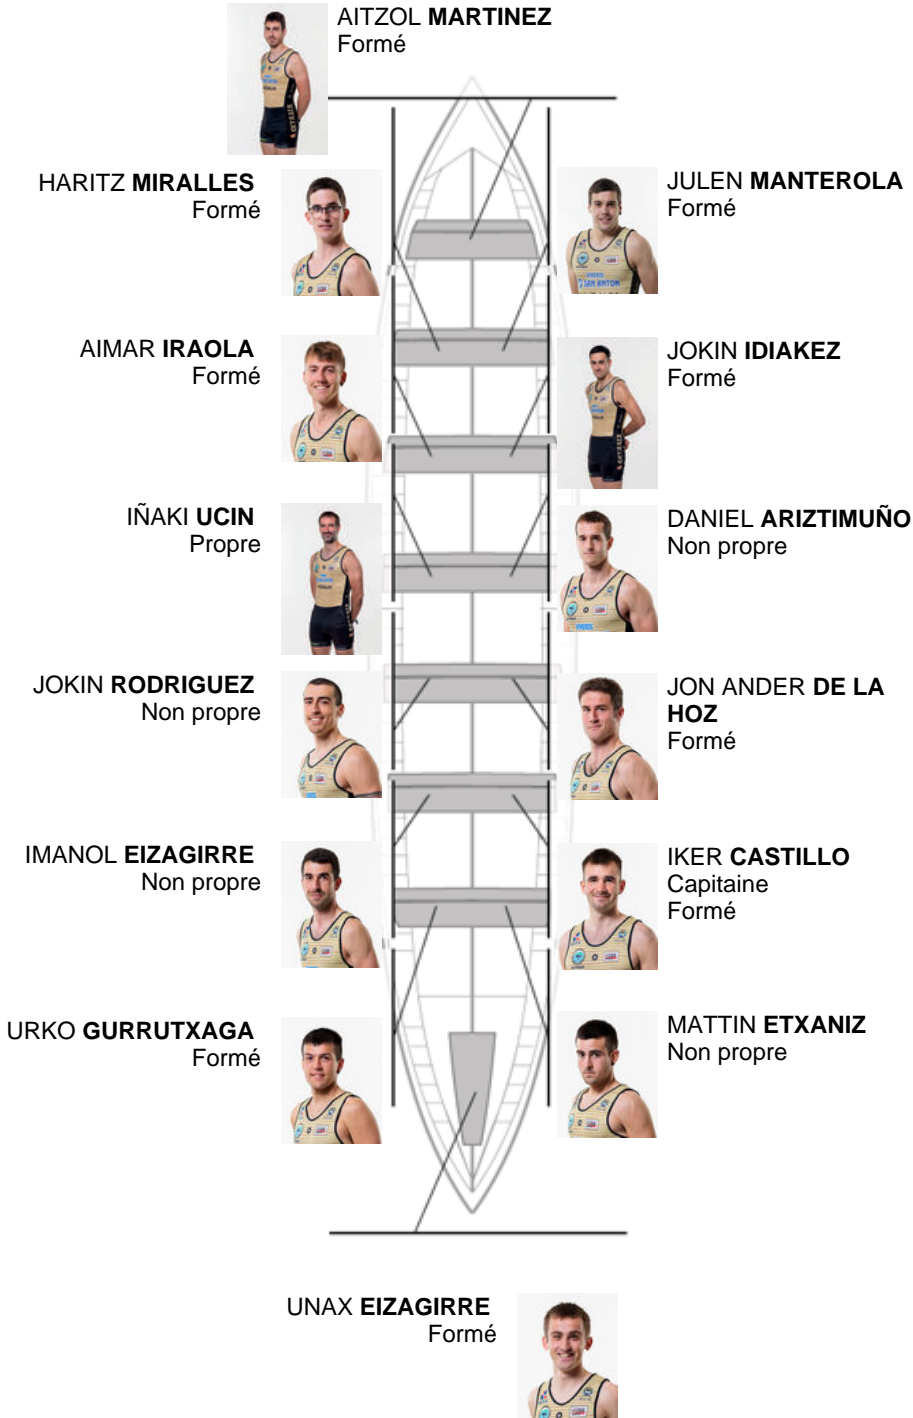 AITZOL MARTINEZ
Formé
HARITZ MIRALLES
Formé
JULEN MANTEROLA
Formé
AIMAR IRAOLA
Formé
JOKIN IDIAKEZ
Formé
IÑAKI UCIN
Propre
DANIEL ARIZTIMUÑO
Non propre
JOKIN RODRIGUEZ
Non propre
JON ANDER DE LA
HOZ
Formé
IMANOL EIZAGIRRE
Non propre
IKER CASTILLO
Capitaine
Formé
URKO GURRUTXAGA
Formé
MATTIN ETXANIZ
Non propre
UNAX EIZAGIRRE
Formé